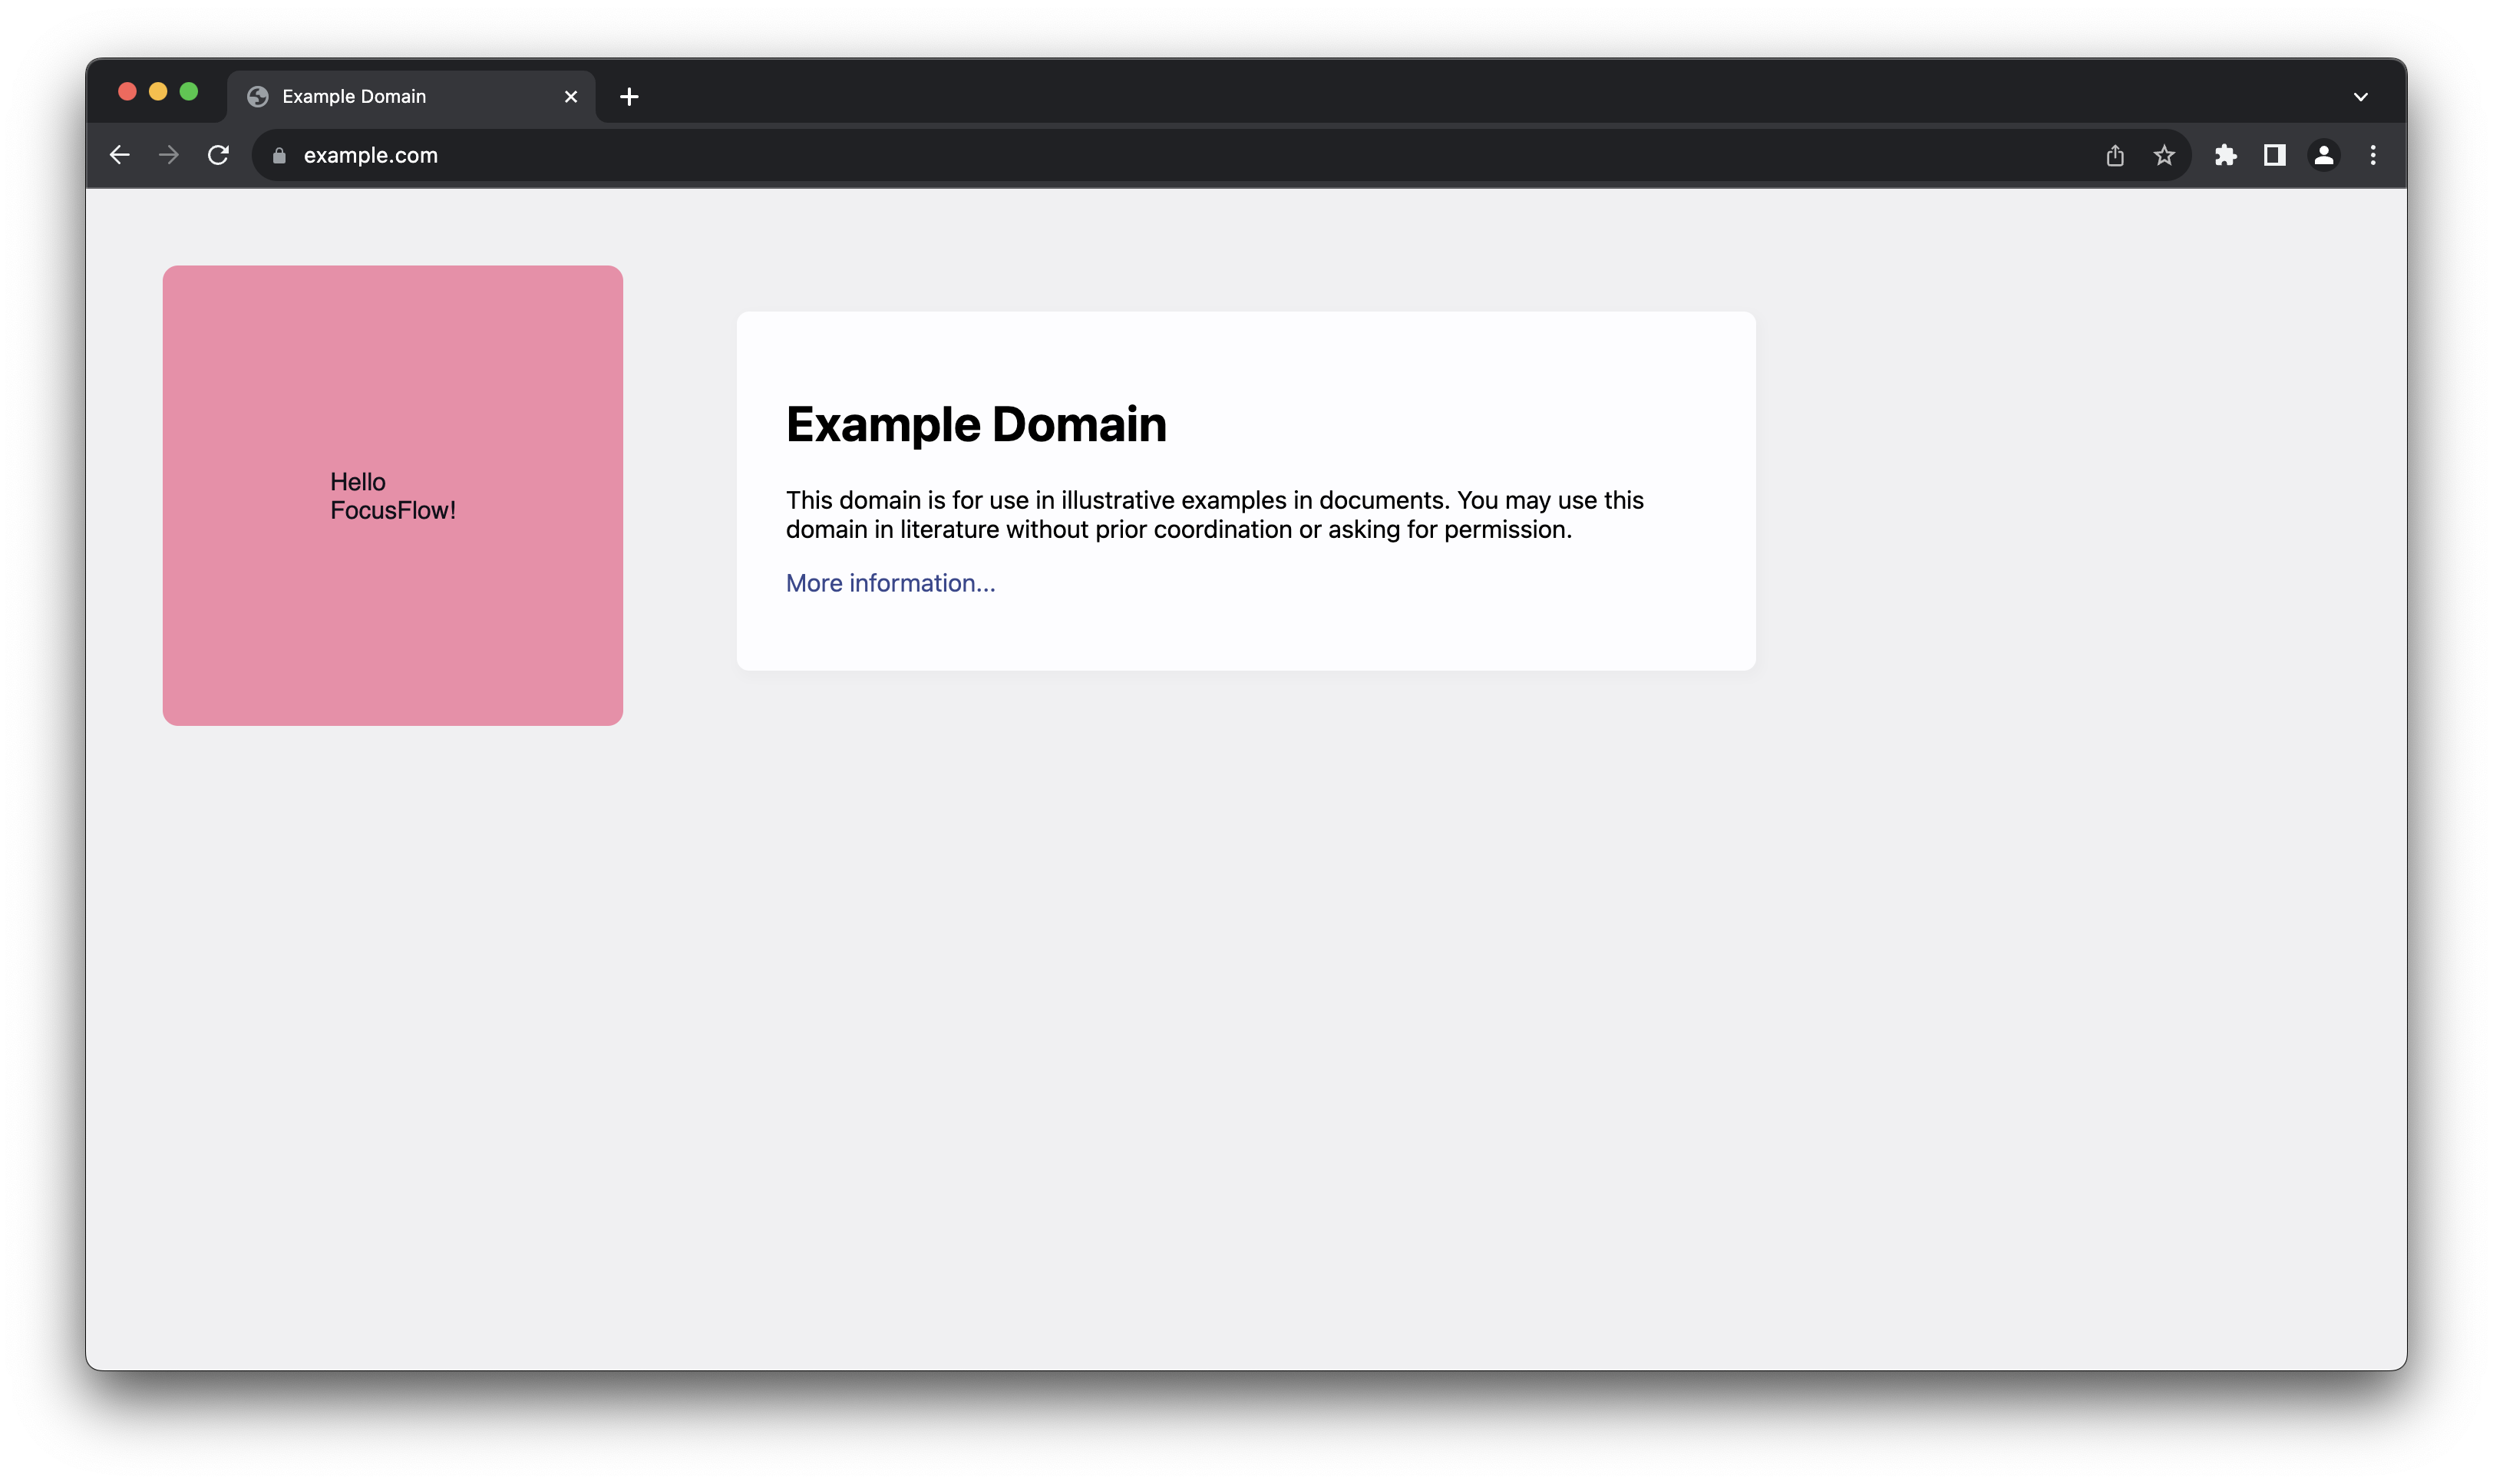 Example Domain
example.com
Hello
FocusFlow!
Example Domain
This domain is for use in illustrative examples in documents. You may use this
domain in literature without prior coordination or asking for permission.
More information...